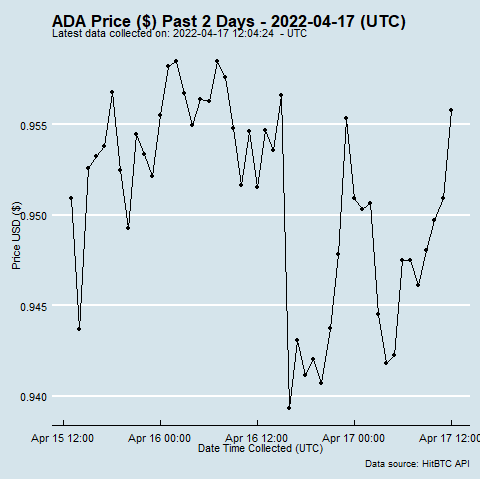 ADA Price ($) Past 2 Days - 2022-04-17 (UTC)
Latest data collected on: 2022-04-17 12:04:24 - UTC
0.955
0.950
0.945
0.940
Price USD ($)
Apr 15 12:00 Apr 16 00:00 Apr 16 12:00 Apr 17 00:00 Apr 17 12:00
Date Time Collected (UTC)
Data source: HitBTC API